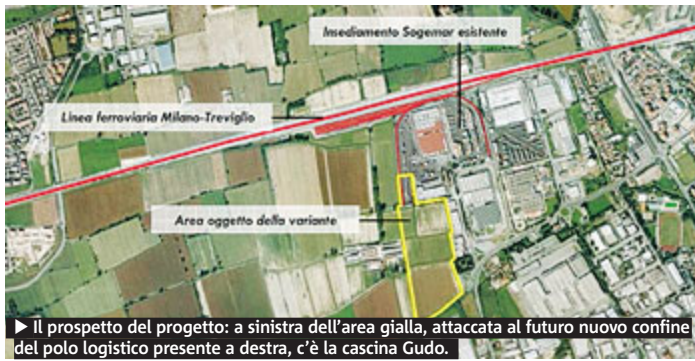 Insediamento Sogemar esistente
Linea ferroviaria Milano-Treviglio
Area oggetto della variante
▶ Il prospetto del progetto: a sinistra dell'area gialla, attaccata al futuro nuovo confine
del polo logistico presente a destra, c'è la cascina Gudo.